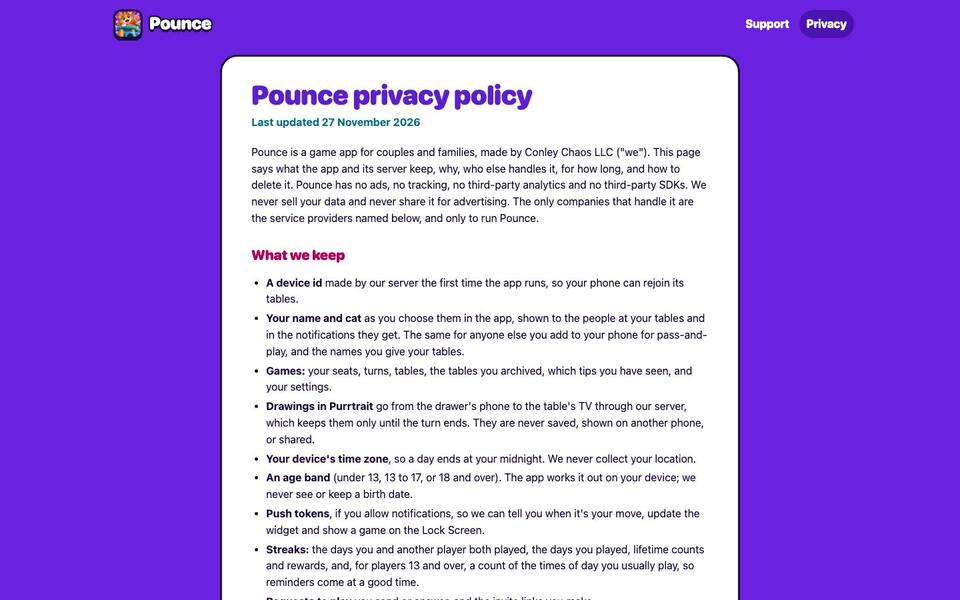 Pounce
Support
Privacy
Pounce privacy policy
Last updated 27 November 2026
Pounce is a game app for couples and families, made by Conley Chaos LLC ("we"). This page
says what the app and its server keep, why, who else handles it, for how long, and how to
delete it. Pounce has no ads, no tracking, no third-party analytics and no third-party SDKs. We
never sell your data and never share it for advertising. The only companies that handle it are
the service providers named below, and only to run Pounce.
What we keep
• A device id made by our server the first time the app runs, so your phone can rejoin its
tables.
• Your name and cat as you choose them in the app, shown to the people at your tables and
in the notifications they get. The same for anyone else you add to your phone for pass-and-
play, and the names you give your tables.
• Games: your seats, turns, tables, the tables you archived, which tips you have seen, and
your settings.
• Drawings in Purrtrait go from the drawer's phone to the table's TV through our server,
which keeps them only until the turn ends. They are never saved, shown on another phone,
or shared.
• Your device's time zone, so a day ends at your midnight. We never collect your location.
• An age band (under 13, 13 to 17, or 18 and over). The app works it out on your device; we
never see or keep a birth date.
• Push tokens, if you allow notifications, so we can tell you when it's your move, update the
widget and show a game on the Lock Screen.
• Streaks: the days you and another player both played, the days you played, lifetime counts
and rewards, and, for players 13 and over, a count of the times of day you usually play, so
reminders come at a good time.